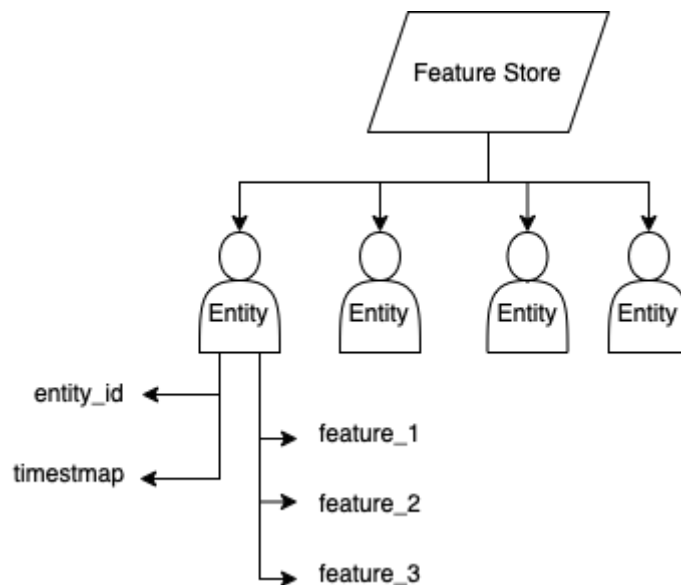 Feature Store
Entity
Entity
Entity
Entity
entity_id
timestmap
feature_1
feature_2
feature_3